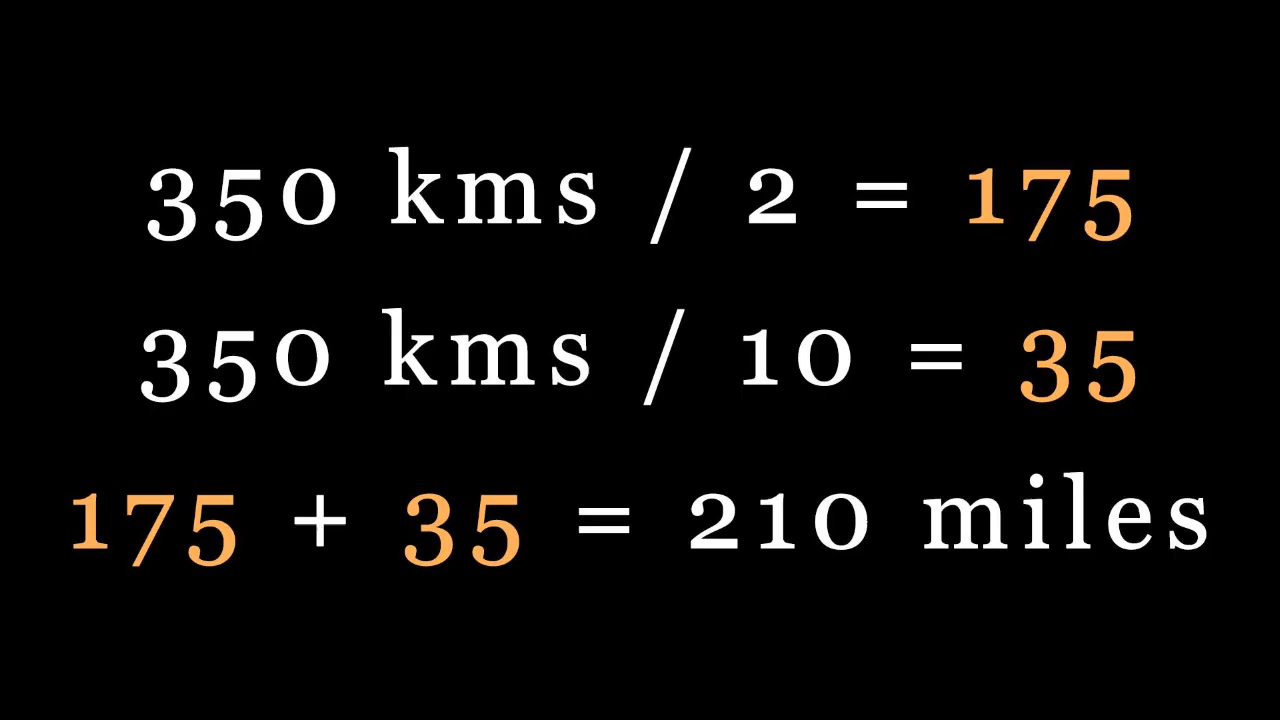 350 kms / 2 = 175
350 kms / 10 = 35
175 + 35 = 210 miles